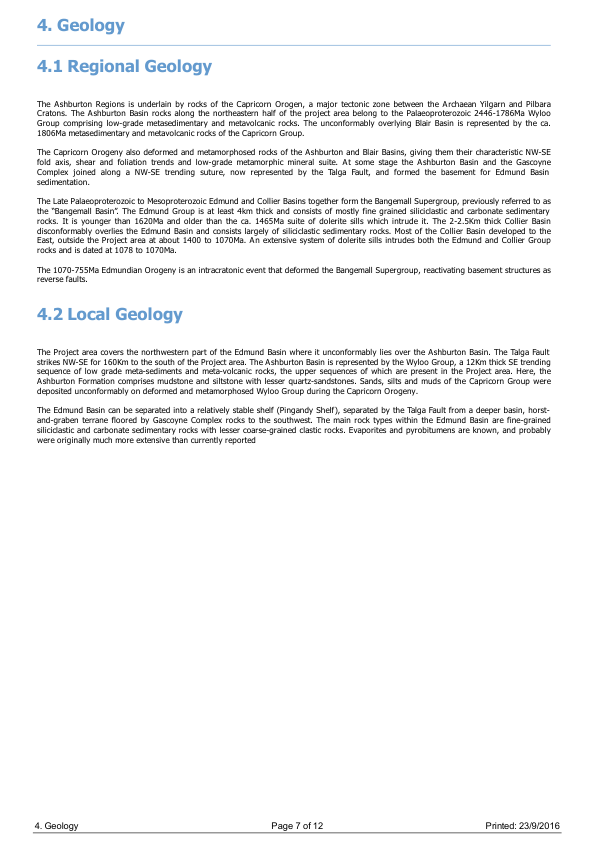 4. Geology
4.1 Regional Geology
The Ashburton Regions is underlain by rocks of the Capricorn Orogen, a major tectonic zone between the Archaean Yilgarn and Pilbara
Cratons. The Ashburton Basin rocks along the northeastern half of the project area belong to the Palaeoproterozoic 2446-1786Ma Wyloo
Group comprising low-grade metasedimentary and metavolcanic rocks. The unconformably overlying Blair Basin is represented by the ca.
1806Ma metasedimentary and metavolcanic rocks of the Capricorn Group.
The Capricorn Orogeny also deformed and metamorphosed rocks of the Ashburton and Blair Basins, giving them their characteristic NW-SE
fold axis, shear and foliation trends and low-grade metamorphic mineral suite. At some stage the Ashburton Basin and the Gascoyne
Complex joined along a NW-SE trending suture, now represented by the Talga Fault, and formed the basement for Edmund Basin
sedimentation.
The Late Palaeoproterozoic to Mesoproterozoic Edmund and Collier Basins together form the Bangemall Supergroup, previously referred to as
the "Bangemall Basin". The Edmund Group is at least 4km thick and consists of mostly fine grained siliciclastic and carbonate sedimentary
rocks. It is younger than 1620Ma and older than the ca. 1465Ma suite of dolerite sills which intrude it. The 2-2.5Km thick Collier Basin
disconformably overlies the Edmund Basin and consists largely of siliciclastic sedimentary rocks. Most of the Collier Basin developed to the
East, outside the Project area at about 1400 to 1070Ma. An extensive system of dolerite sills intrudes both the Edmund and Collier Group
rocks and is dated at 1078 to 1070Ma.
The 1070-755Ma Edmundian Orogeny is an intracratonic event that deformed the Bangemall Supergroup, reactivating basement structures as
reverse faults.
4.2 Local Geology
The Project area covers the northwestern part of the Edmund Basin where it unconformably lies over the Ashburton Basin. The Talga Fault
strikes NW-SE for 160Km to the south of the Project area. The Ashburton Basin is represented by the Wyloo Group, a 12Km thick SE trending
sequence of low grade meta-sediments and meta-volcanic rocks, the upper sequences of which are present in the Project area. Here, the
Ashburton Formation comprises mudstone and siltstone with lesser quartz-sandstones. Sands, silts and muds of the Capricorn Group were
deposited unconformably on deformed and metamorphosed Wyloo Group during the Capricorn Orogeny.
The Edmund Basin can be separated into a relatively stable shelf (Pingandy Shelf), separated by the Talga Fault from a deeper basin, horst-
and-graben terrane floored by Gascoyne Complex rocks to the southwest. The main rock types within the Edmund Basin are fine-grained
siliciclastic and carbonate sedimentary rocks with lesser coarse-grained clastic rocks. Evaporites and pyrobitumens are known, and probably
were originally much more extensive than currently reported
4. Geology
Page 7 of 12
Printed: 23/9/2016